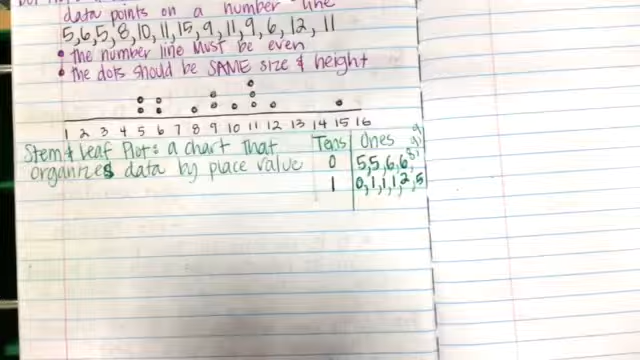 data points on a number line
5,6,5,8,10,11,15,9,11,9,6,12,11
• the number line must be even
• the dots should be SAME size & height
1 2 3 4 5 6 7 8 9 10 11 12 13 14 15 16
Stem & Leaf Plot: a chart that organizes data by place value
Tens Ones
0 5,5,6,6,8,9,9
1 0,1,1,1,2,5